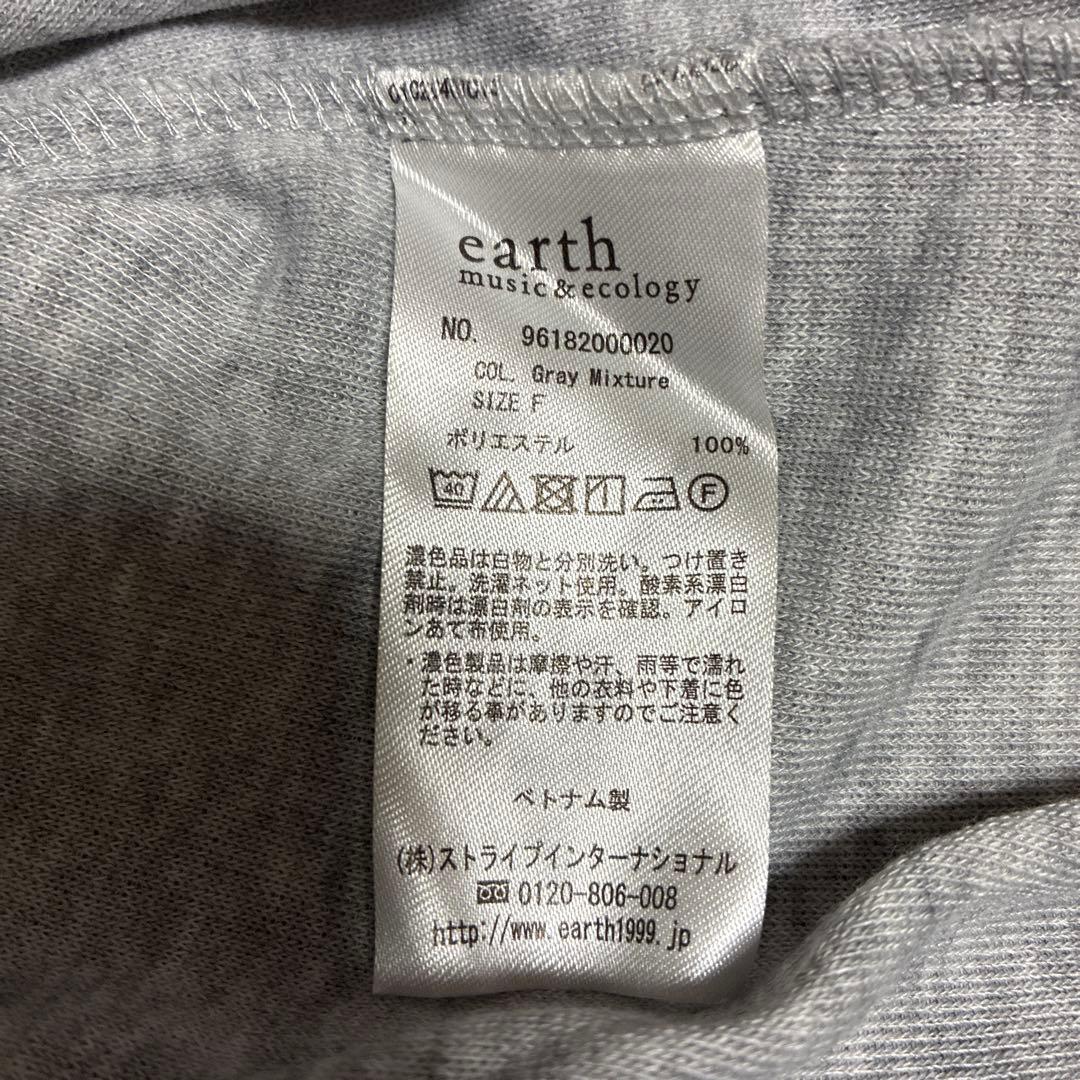 earth
music&ecology
NO. 96182000020
COL. Gray Mixture
SIZE F
ポリエステル 100%
40 F
濃色品は白物と分別洗い。つけ置き
禁止。洗濯ネット使用。酸素系漂白
剤時は漂白剤の表示を確認。アイロ
ンあて布使用。
・濃色製品は摩擦や汗、雨等で濡れ
た時などに、他の衣料や下着に色
が移る事がありますのでご注意く
ださい。
ベトナム製
(株)ストライプインターナショナル
0120-806-008
http://www.earth1999.jp